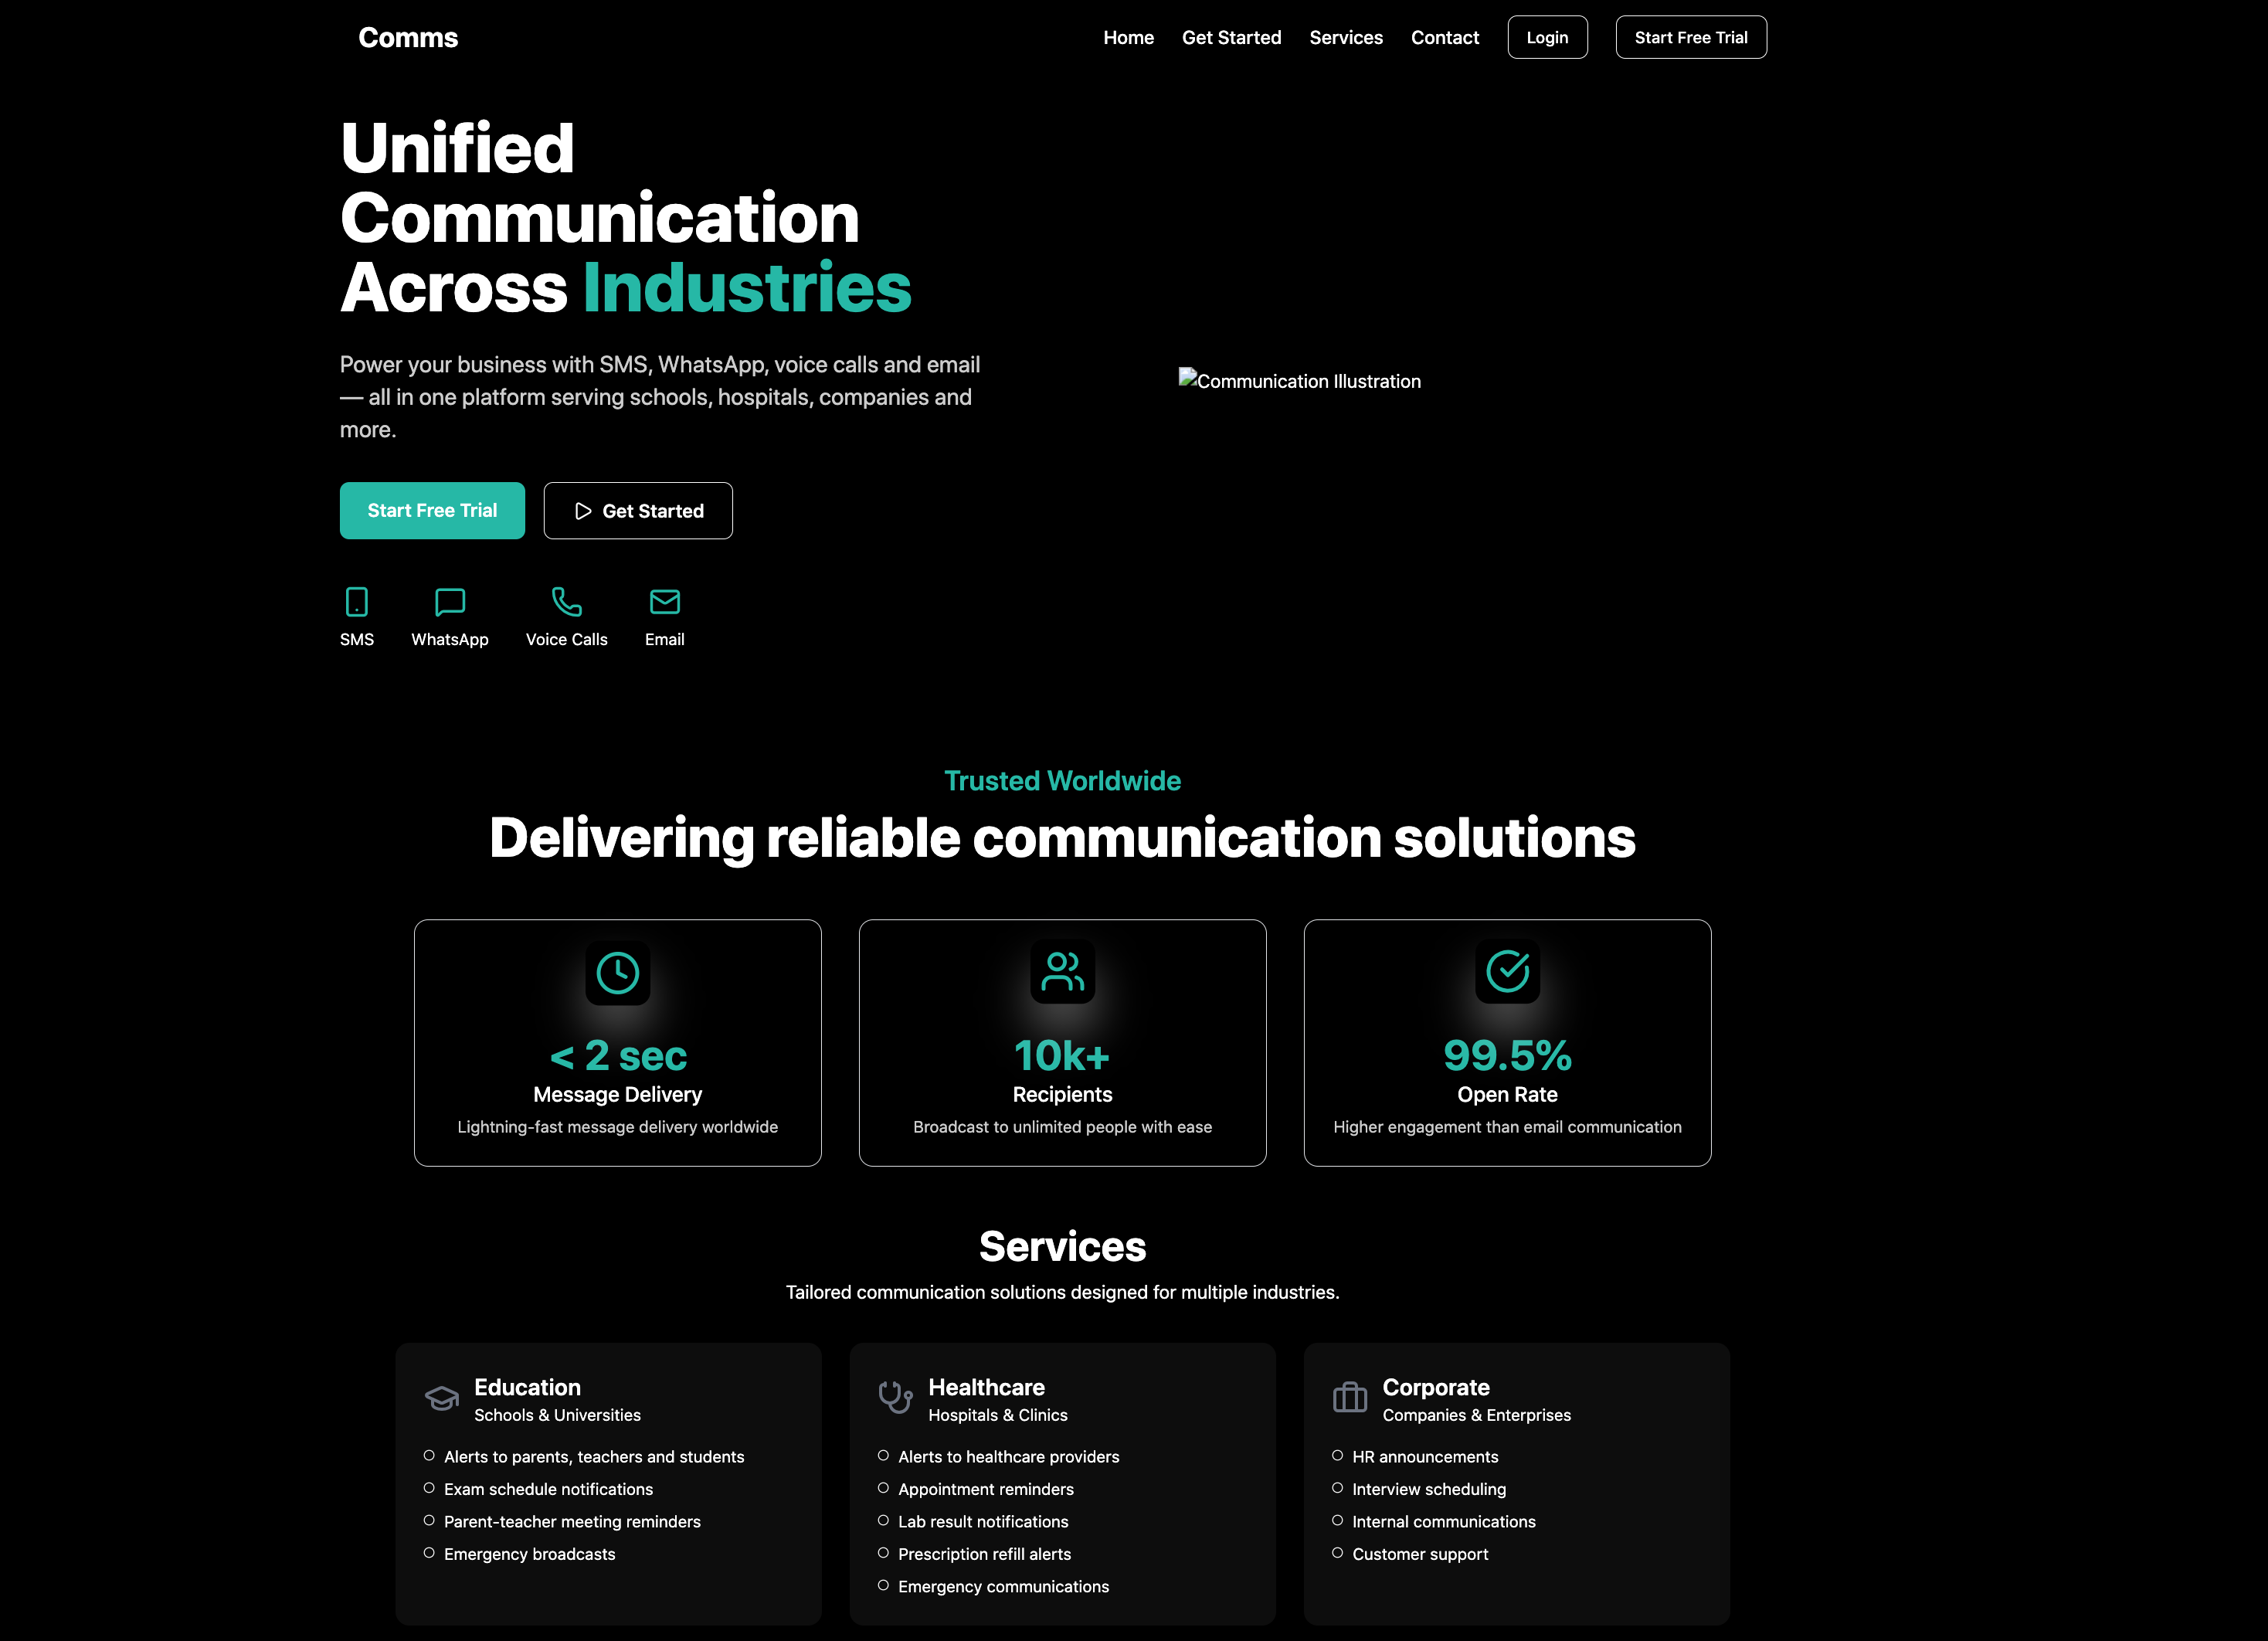 Comms
Home Get Started Services Contact Login Start Free Trial
Unified
Communication
Across Industries
Power your business with SMS, WhatsApp, voice calls and email
— all in one platform serving schools, hospitals, companies and
more.
Communication Illustration
Start Free Trial Get Started
SMS WhatsApp Voice Calls Email
Trusted Worldwide
Delivering reliable communication solutions
< 2 sec
Message Delivery
Lightning-fast message delivery worldwide
10k+
Recipients
Broadcast to unlimited people with ease
99.5%
Open Rate
Higher engagement than email communication
Services
Tailored communication solutions designed for multiple industries.
Education
Schools & Universities
Alerts to parents, teachers and students
Exam schedule notifications
Parent-teacher meeting reminders
Emergency broadcasts
Healthcare
Hospitals & Clinics
Alerts to healthcare providers
Appointment reminders
Lab result notifications
Prescription refill alerts
Emergency communications
Corporate
Companies & Enterprises
HR announcements
Interview scheduling
Internal communications
Customer support